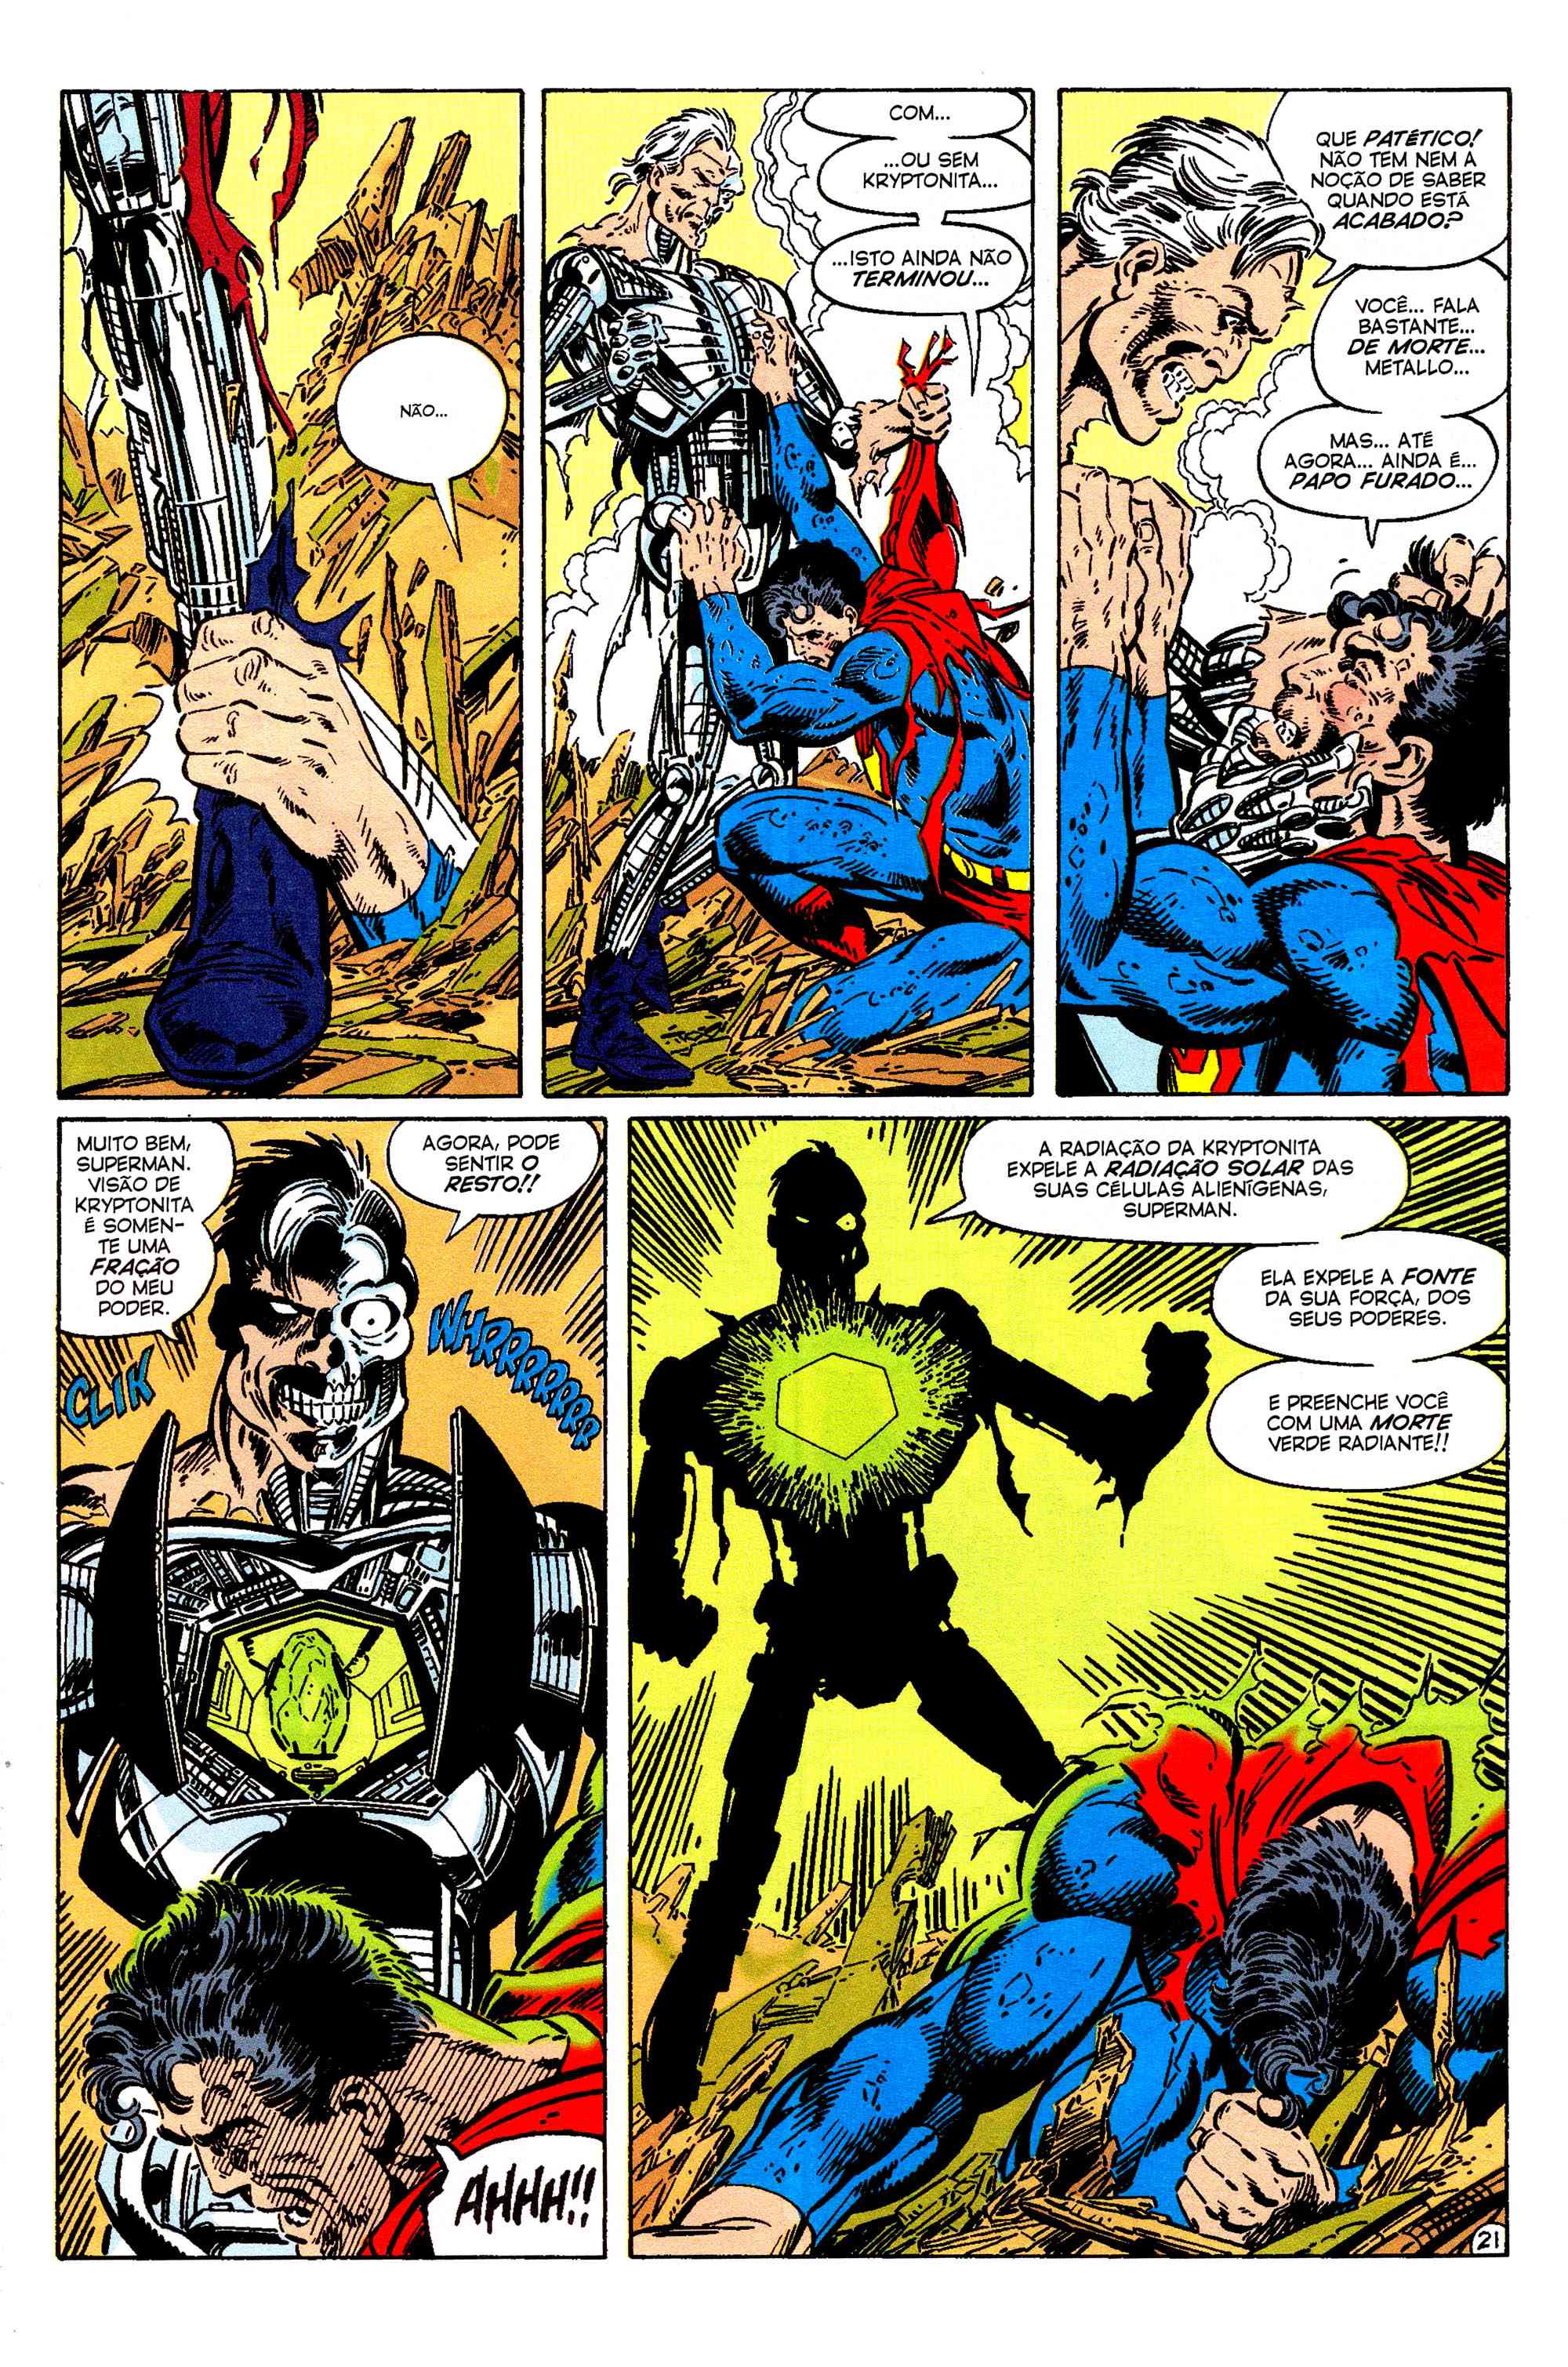 NÃO...
COM...
...OU SEM
KRYPTONITA...
...ISTO AINDA NÃO
TERMINOU...
QUE PATÉTICO!
NÃO TEM NEM A
NOÇÃO DE SABER
QUANDO ESTÁ
ACABADO?
VOCÊ... FALA
BASTANTE...
DE MORTE...
METALLO...
MAS... ATÉ
AGORA... AINDA É...
PAPO FURADO...
MUITO BEM,
SUPERMAN.
VISÃO DE
KRYPTONITA
É SOMEN-
TE UMA
FRAÇÃO
DO MEU
PODER.
AGORA, PODE
SENTIR O
RESTO!!
CLIK
WHRRRRRRRR
AHHH!!
A RADIAÇÃO DA KRYPTONITA
EXPELE A RADIAÇÃO SOLAR DAS
SUAS CÉLULAS ALIENÍGENAS,
SUPERMAN.
ELA EXPELE A FONTE
DA SUA FORÇA, DOS
SEUS PODERES.
E PREENCHE VOCÊ
COM UMA MORTE
VERDE RADIANTE!!
21